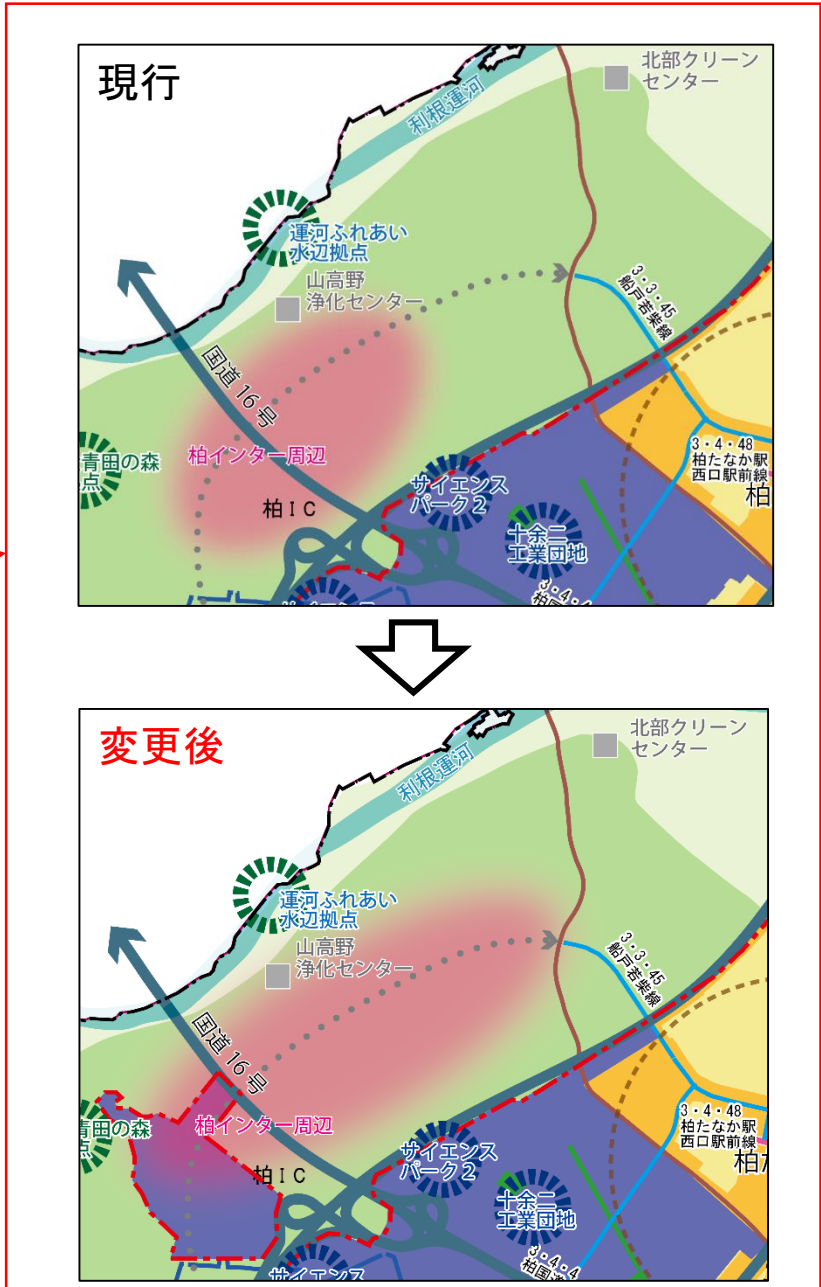 現行
北部クリーン
センター
利根運河
運河ふれあい
水辺拠点
山高野
浄化センター
3・3・45
船戸若柴線
国道16号
柏インター周辺
青田の森
点
サイエンス
パーク2
3・4・48
柏たなか駅
西口駅前線
柏
柏IC
十余二
工業団地
変更後
北部クリーン
センター
利根運河
運河ふれあい
水辺拠点
山高野
浄化センター
3・3・45
船戸若柴線
国道16号
柏インター周辺
青田の森
点
サイエンス
パーク2
3・4・48
柏たなか駅
西口駅前線
柏IC
十余二
工業団地
サイエンス
3・4・4